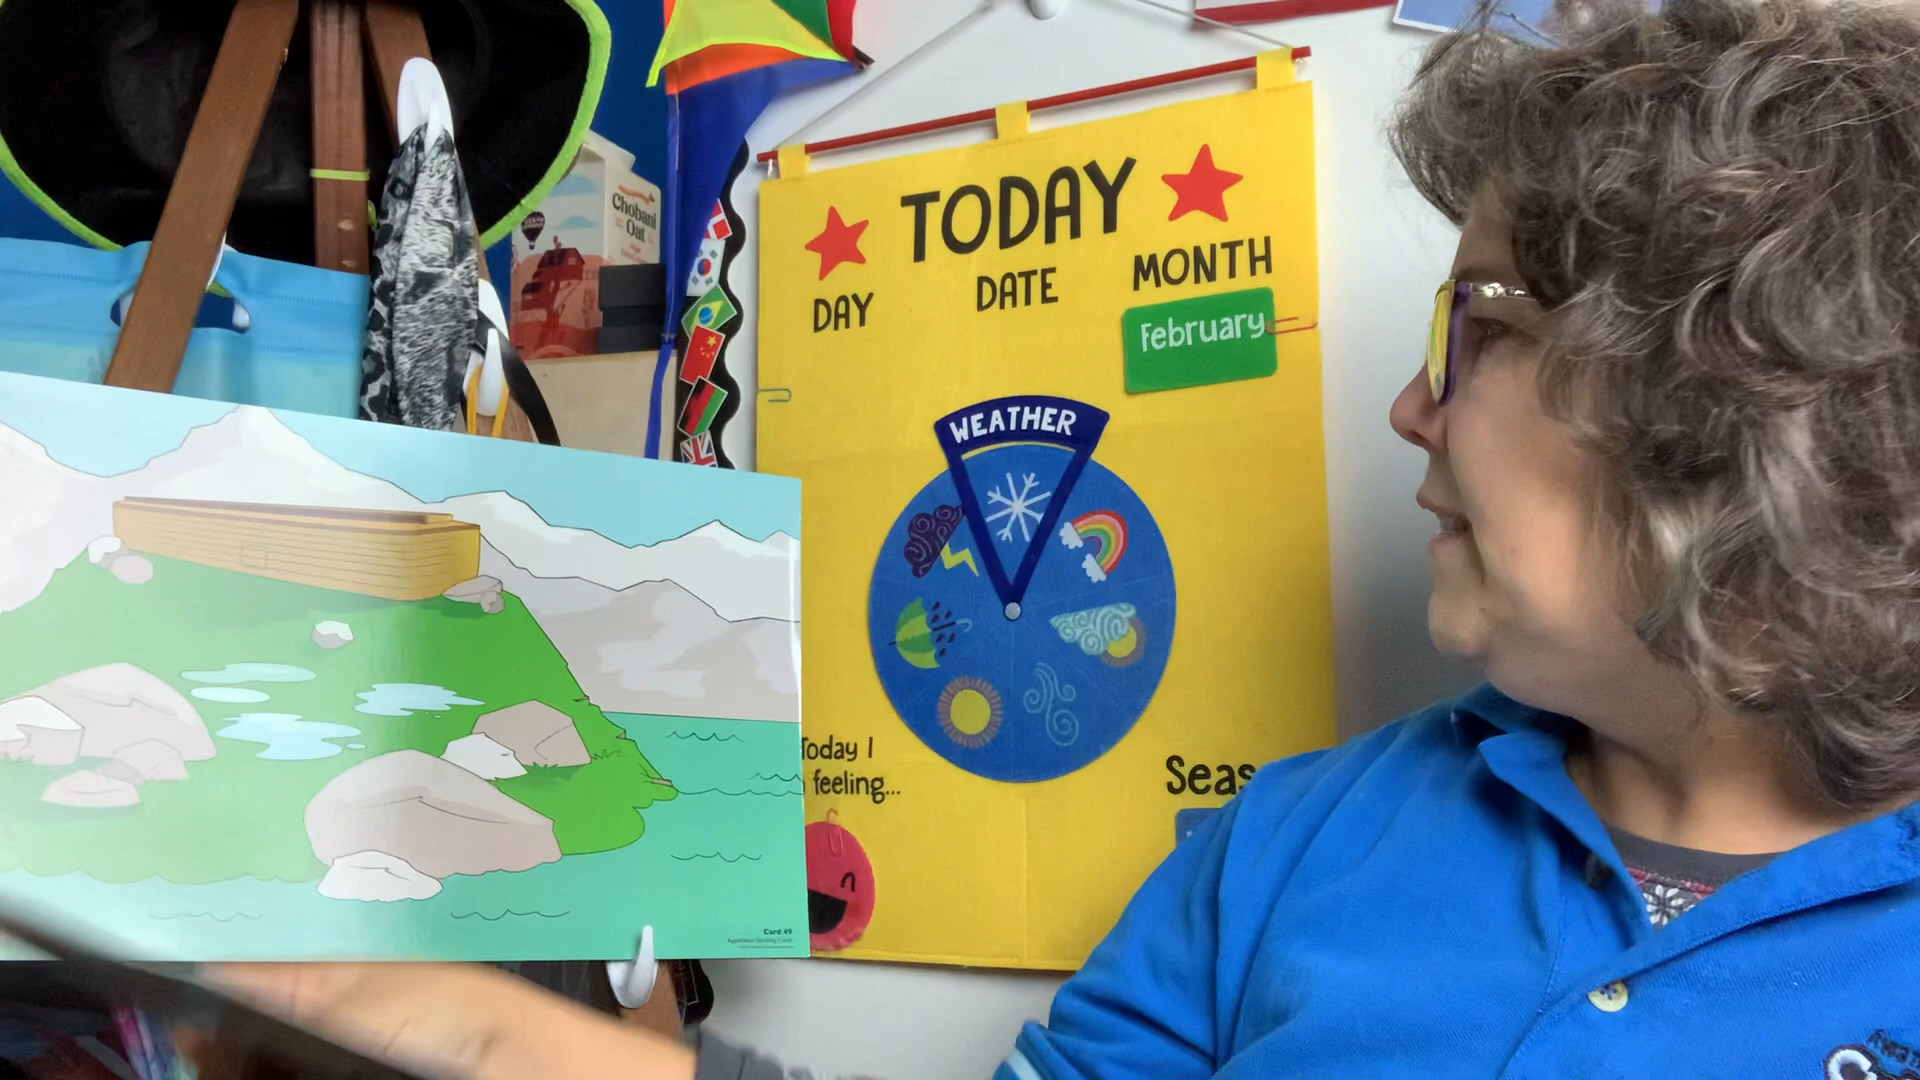 Chobani
Oat
TODAY
DAY
DATE
MONTH
February
WEATHER
Today I
feeling...
Seas
Card 49